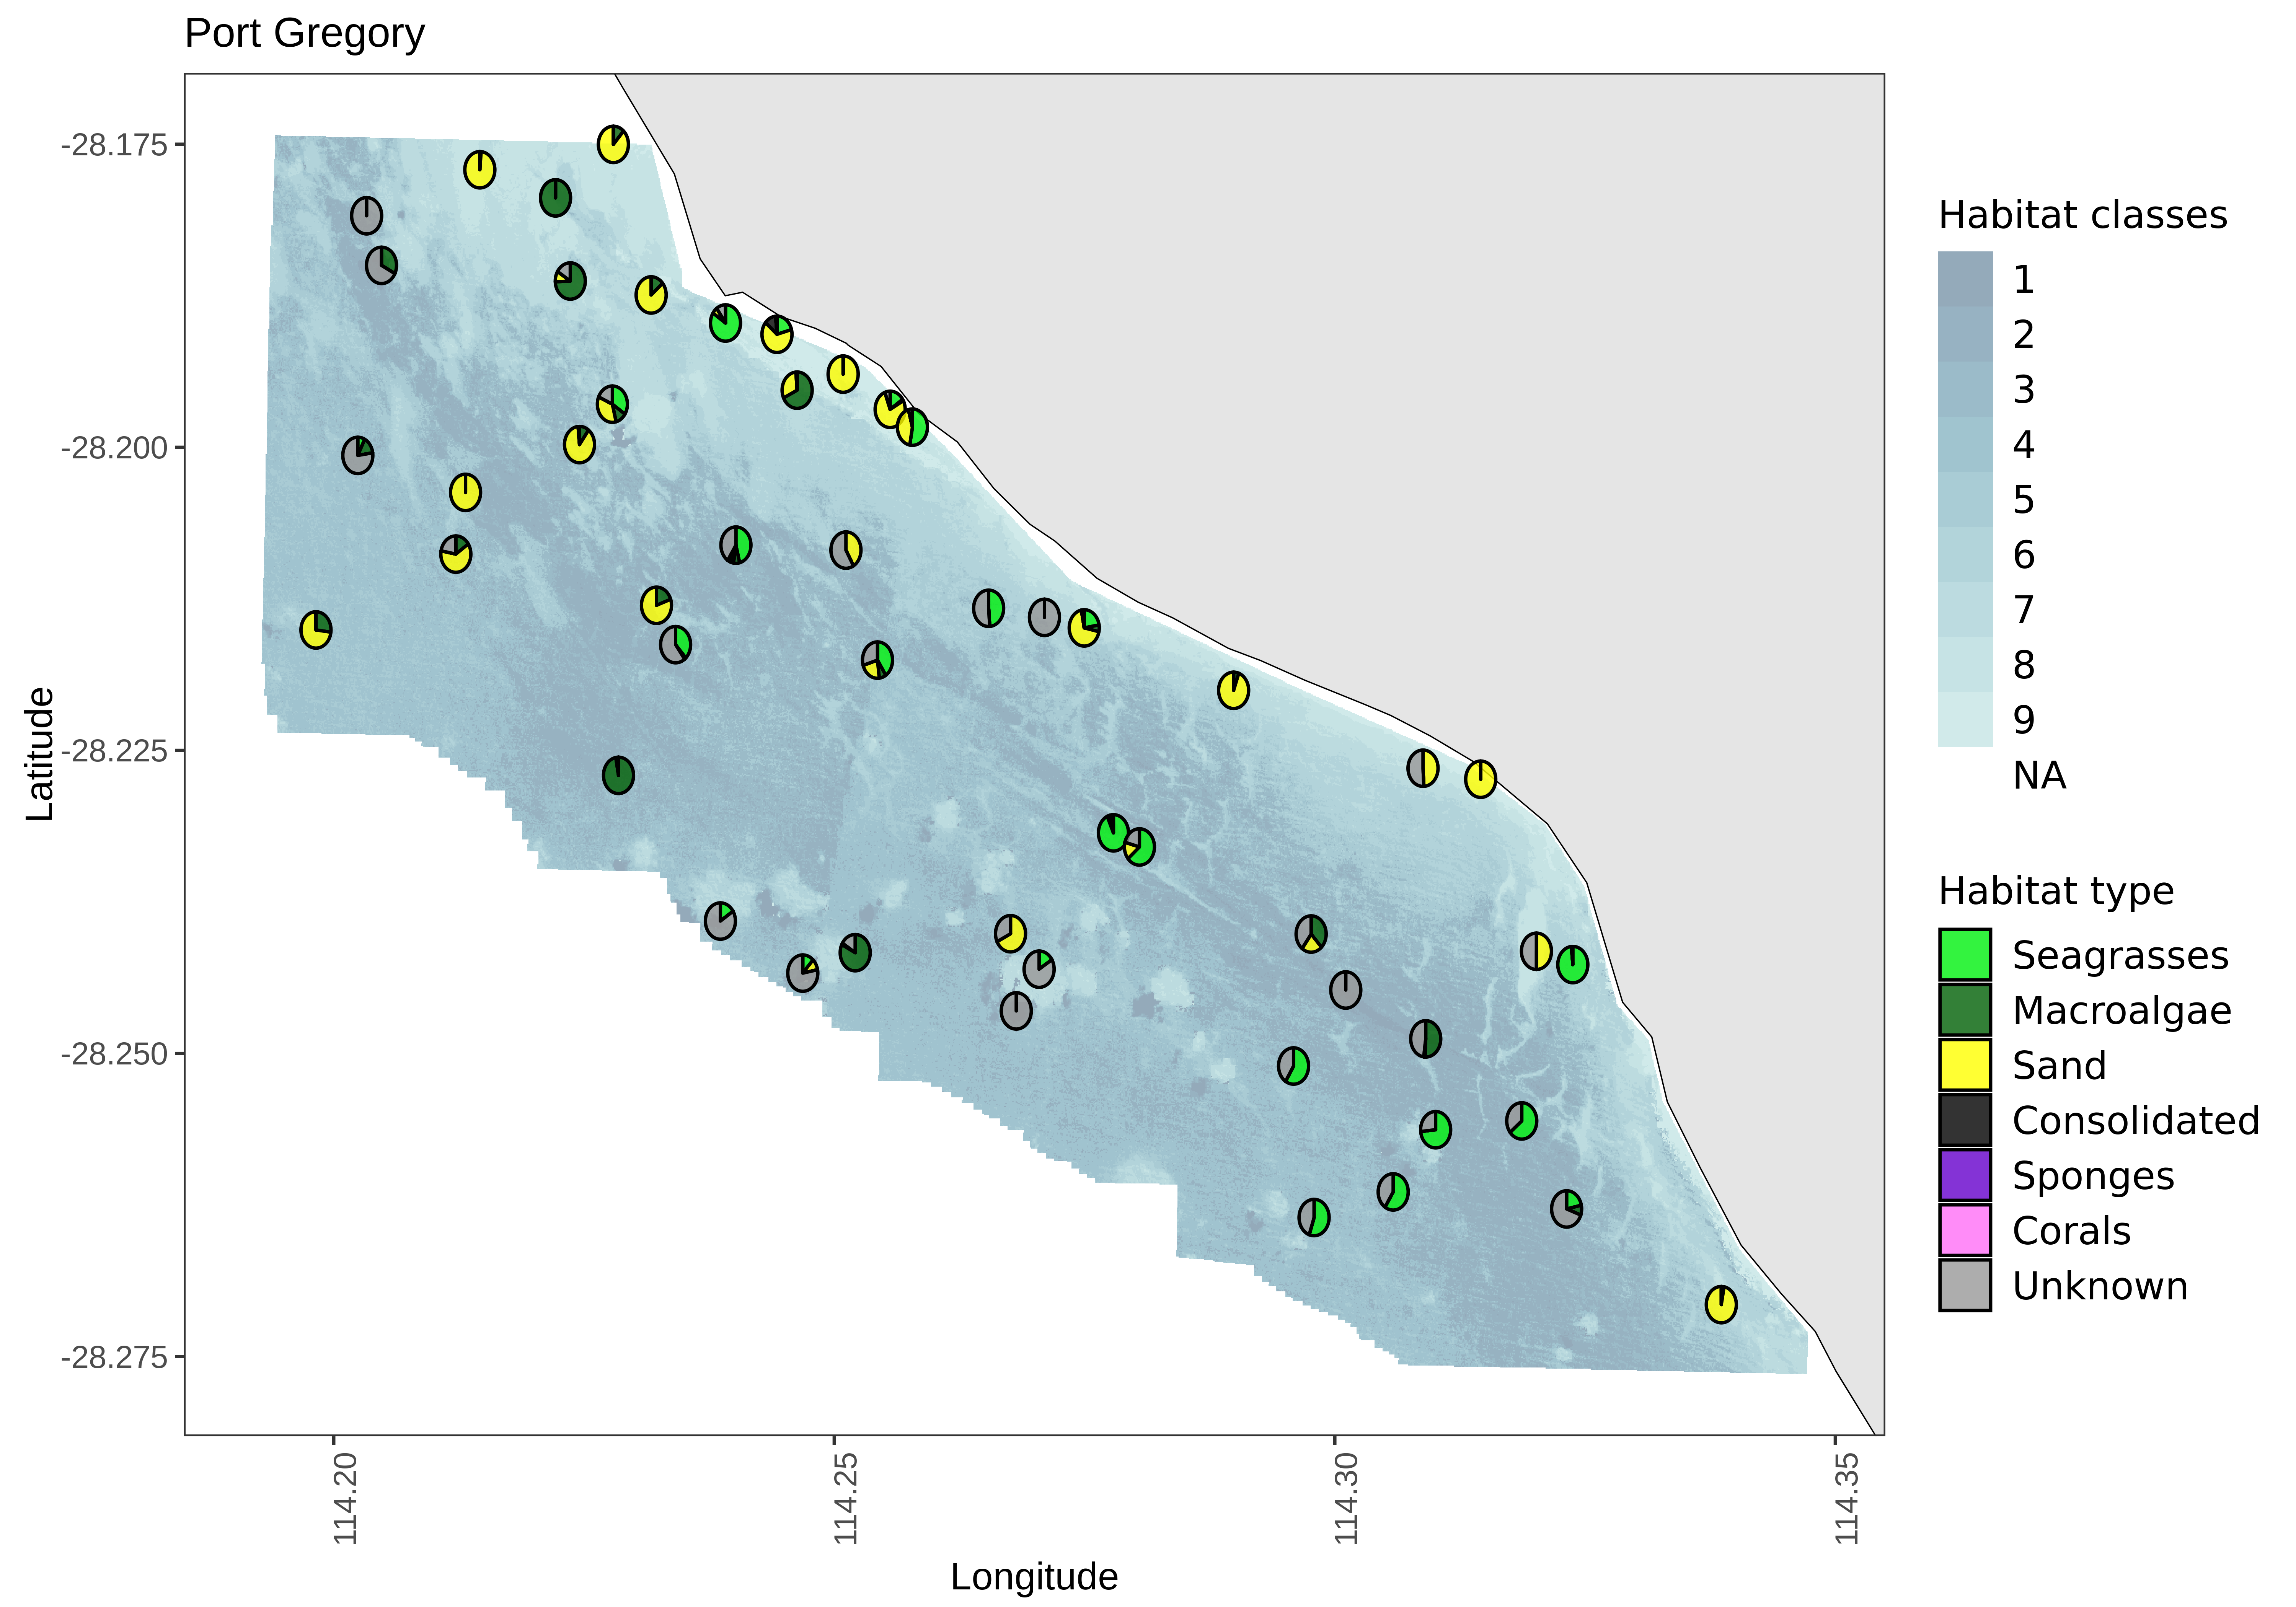 Port Gregory
-28.175
-28.200
-28.225
-28.250
-28.275
Latitude
114.20
114.25
114.30
114.35
Longitude
Habitat classes
1
2
3
4
5
6
7
8
9
NA
Habitat type
Seagrasses
Macroalgae
Sand
Consolidated
Sponges
Corals
Unknown